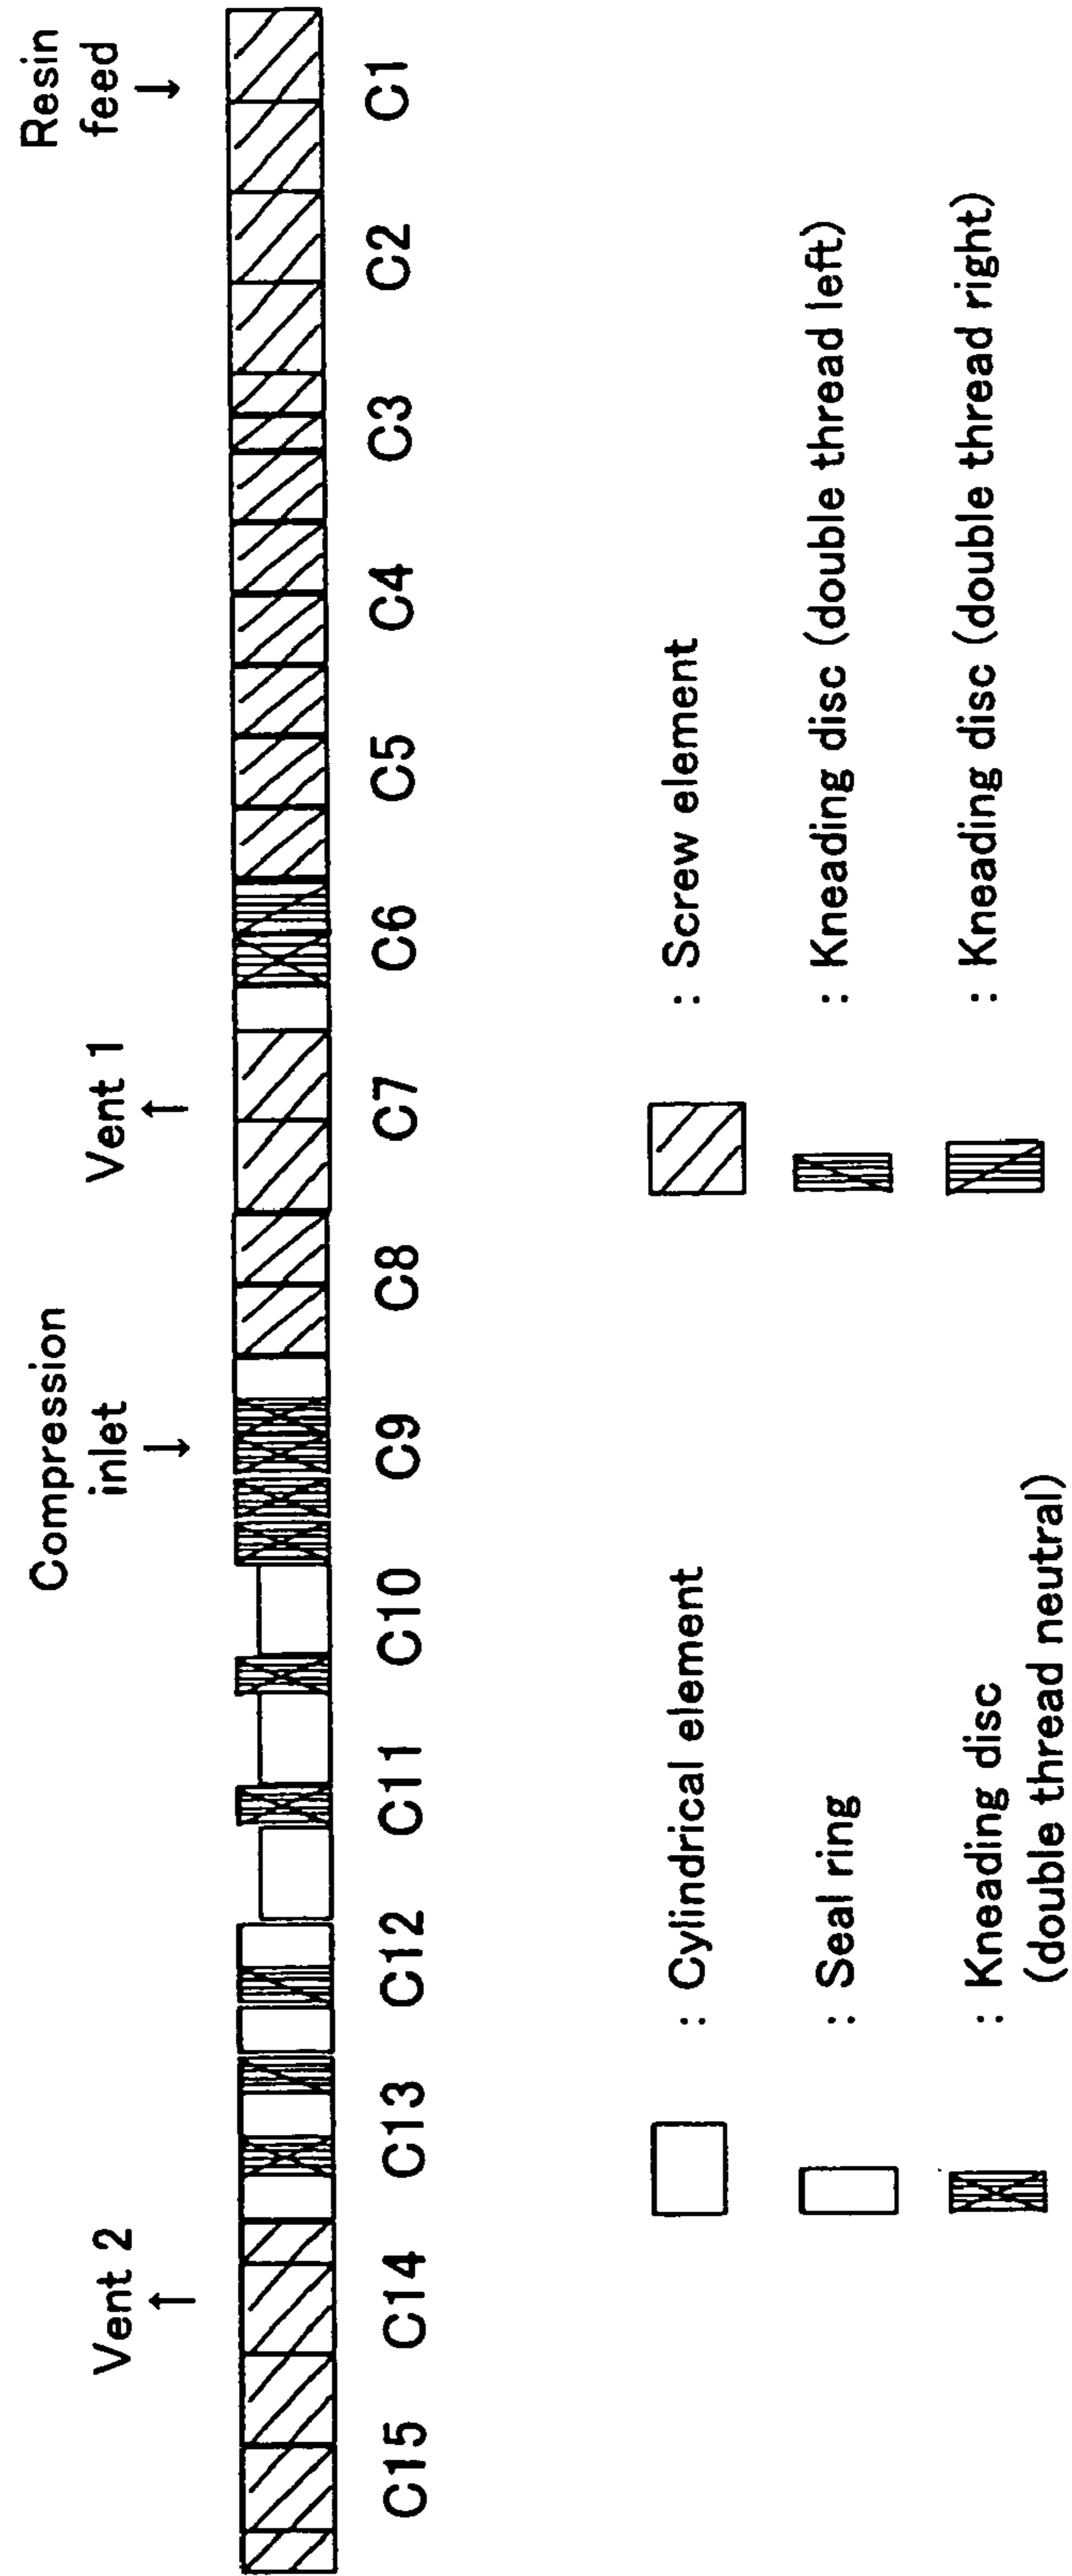 Vent 2
↑
Compression
inlet
↓
Vent 1
↑
Resin
feed
↓
C15 C14 C13 C12 C11 C10 C9 C8 C7 C6 C5 C4 C3 C2 C1
: Cylindrical element
: Seal ring
: Kneading disc
(double thread neutral)
: Screw element
: Kneading disc (double thread left)
: Kneading disc (double thread right)